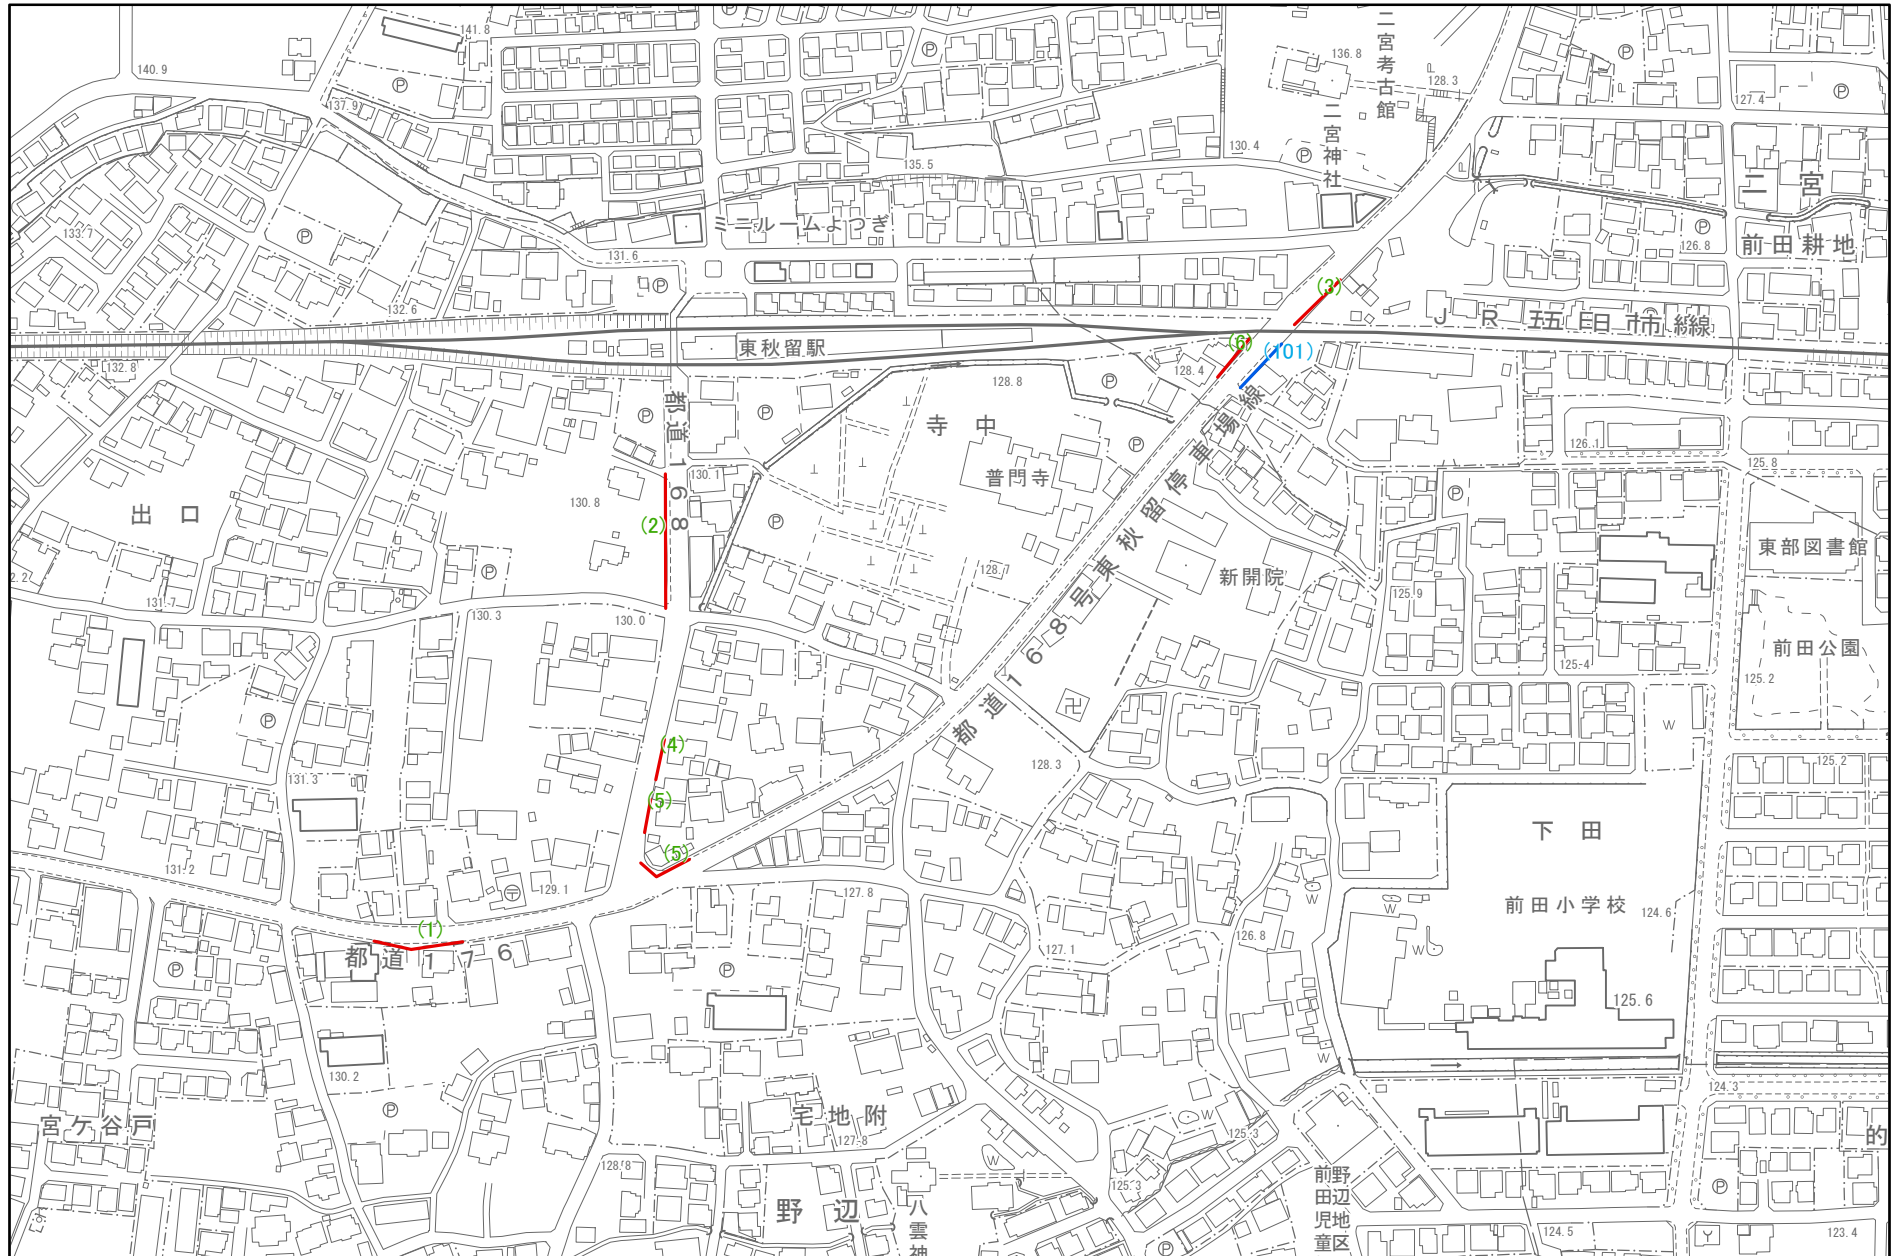 141.8
140.9
137.9
133.7
132.6
131.6
132.8
135.5
136.8
128.3
127.4
130.4
126.8
二宮考古館
二宮神社
二宮
前田耕地
ミニルームよつぎ
(3)
JR五日市線
東秋留駅
(6)
(101)
128.4
128.8
都道168
寺中
普門寺
130.1
130.8
(2)
出口
131.7
130.3
130.0
128.7
126.1
125.8
125.9
125.4
東部図書館
前田公園
125.2
新開院
都道168号東秋留停車場線
卍
128.3
W
131.3
(4)
(5)
(5)
131.2
129.1
(1)
都道176
127.8
127.1
126.8
下田
前田小学校
124.6
125.6
125.2
130.2
宮ケ谷戸
宅地附
127.8
128.8
125.3
125.3
124.3
野辺
八雲神
前田児童
野辺地区
124.5
123.4
的